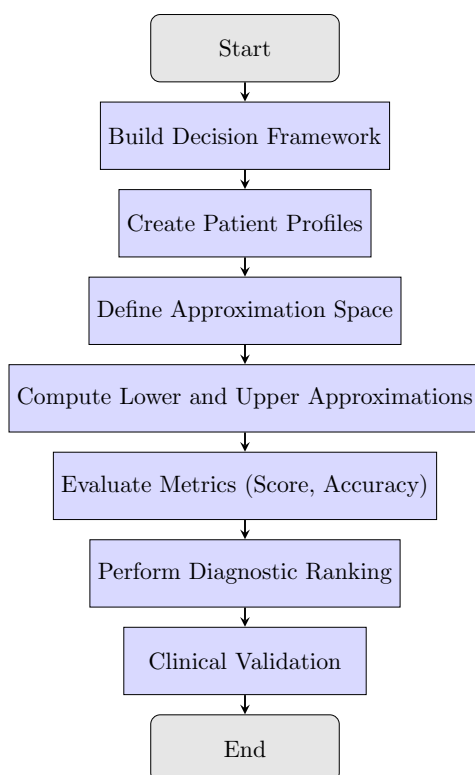 Start
Build Decision Framework
Create Patient Profiles
Define Approximation Space
Compute Lower and Upper Approximations
Evaluate Metrics (Score, Accuracy)
Perform Diagnostic Ranking
Clinical Validation
End